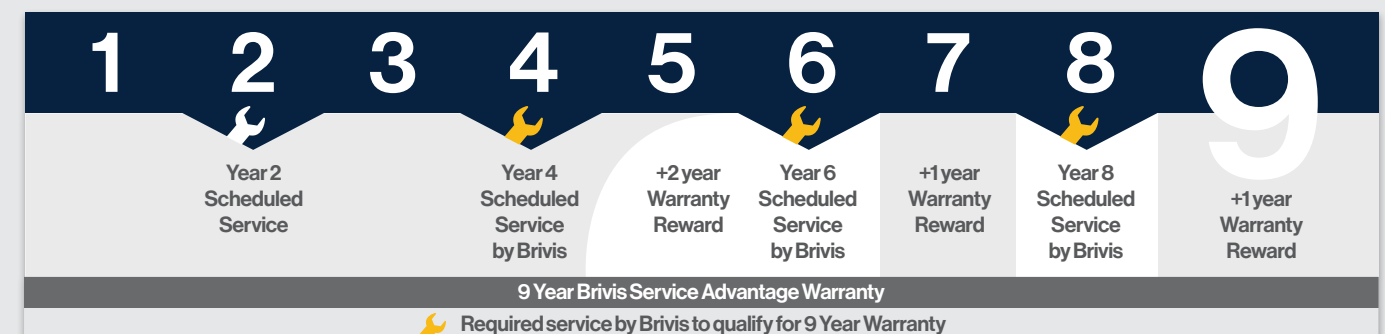 1 2 3 4 5 6 7 8 9
Year 2
Scheduled
Service
Year 4
Scheduled
Service
by Brivis
+2 year
Warranty
Reward
Year 6
Scheduled
Service
by Brivis
+1 year
Warranty
Reward
Year 8
Scheduled
Service
by Brivis
+1 year
Warranty
Reward
9 Year Brivis Service Advantage Warranty
Required service by Brivis to qualify for 9 Year Warranty